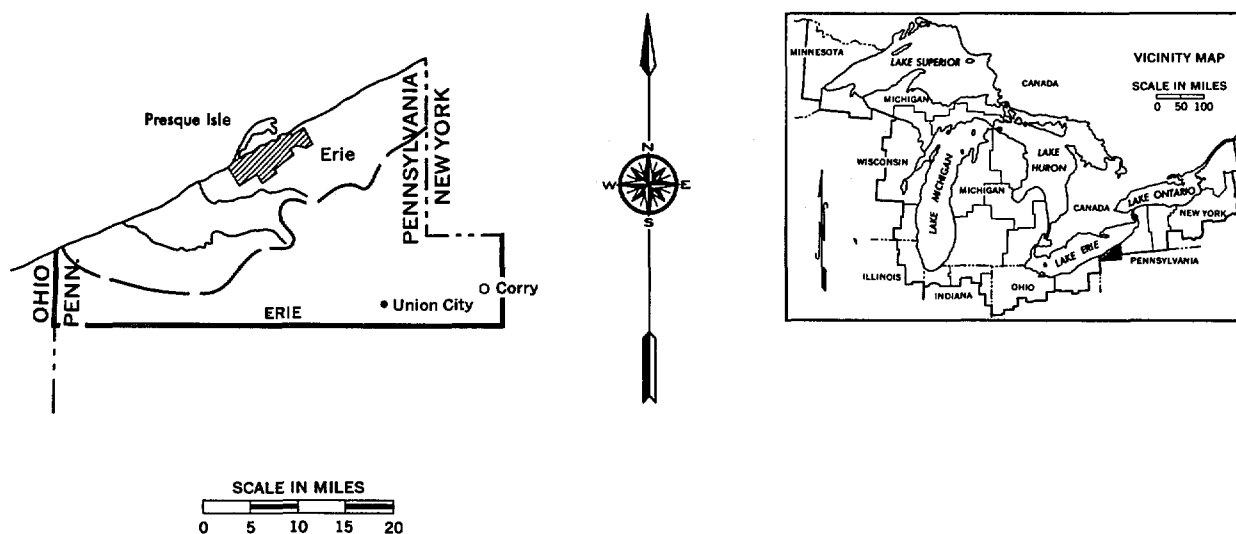 Presque Isle
Erie
PENNSYLVANIA
NEW YORK
OHIO
PENN.
ERIE
Union City
Corry
SCALE IN MILES
0 5 10 15 20
N
W E
S
VICINITY MAP
SCALE IN MILES
0 50 100
MINNESOTA
LAKE SUPERIOR
CANADA
MICHIGAN
WISCONSIN
LAKE MICHIGAN
MICHIGAN
LAKE
HURON
CANADA
LAKE ONTARIO
NEW YORK
LAKE ERIE
PENNSYLVANIA
ILLINOIS
INDIANA
OHIO